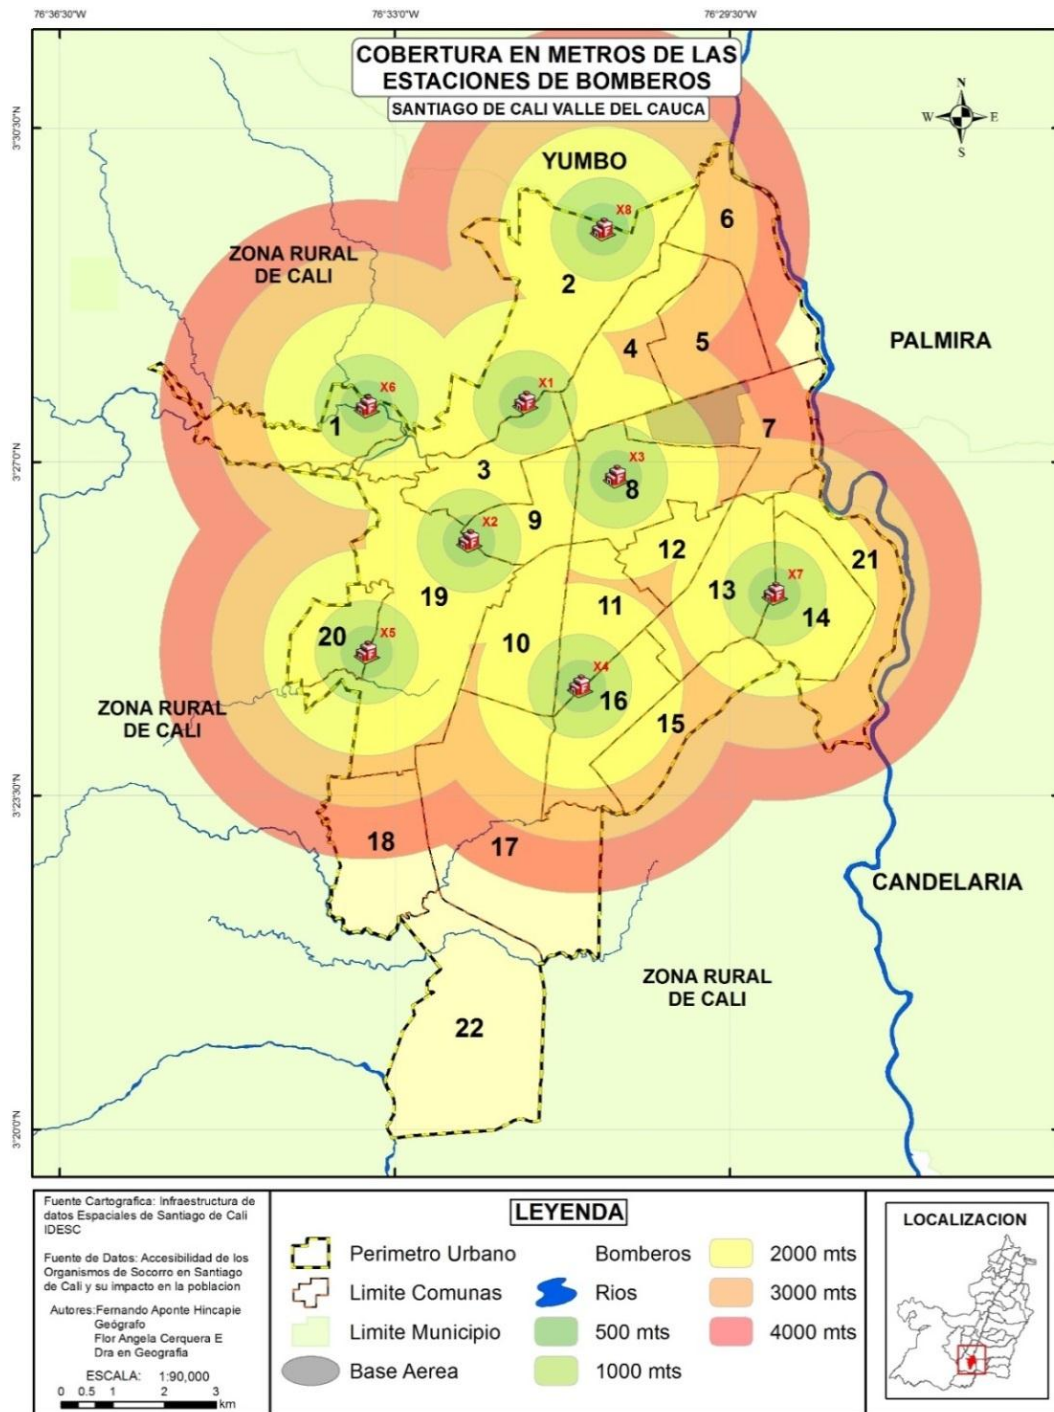 76°36'30"W 76°33'0"W 76°29'30"W
COBERTURA EN METROS DE LAS
ESTACIONES DE BOMBEROS
SANTIAGO DE CALI VALLE DEL CAUCA
N
W E
S
3°30'30"N
3°27'0"N
3°23'30"N
3°20'0"N
YUMBO
X8
6
ZONA RURAL
DE CALI
2
4
5
PALMIRA
X6
X1
1
7
3
X3
8
X2
9
12
21
X7
13
14
19
11
20
X5
10
X4
16
15
ZONA RURAL
DE CALI
18
17
CANDELARIA
ZONA RURAL
DE CALI
22
Fuente Cartografica: Infraestructura de
datos Espaciales de Santiago de Cali
IDESC
Fuente de Datos: Accesibilidad de los
Organismos de Socorro en Santiago
de Cali y su impacto en la poblacion
Autores:Fernando Aponte Hincapie
Geógrafo
Flor Angela Cerquera E
Dra en Geografia
ESCALA: 1:90,000
0 0.5 1 2 3
km
LEYENDA
Perimetro Urbano
Limite Comunas
Limite Municipio
Base Aerea
Bomberos
Rios
500 mts
1000 mts
2000 mts
3000 mts
4000 mts
LOCALIZACION